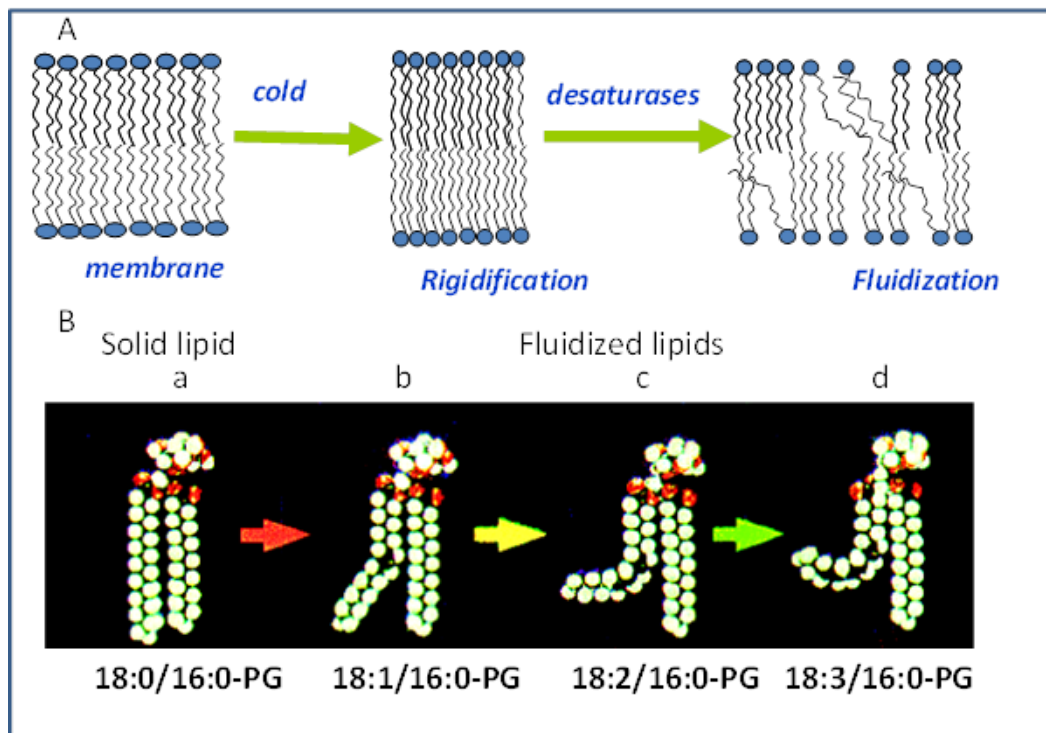 A
cold
desaturases
membrane
Rigidification
Fluidization
B
Solid lipid
Fluidized lipids
a
b
c
d
18:0/16:0-PG
18:1/16:0-PG
18:2/16:0-PG
18:3/16:0-PG